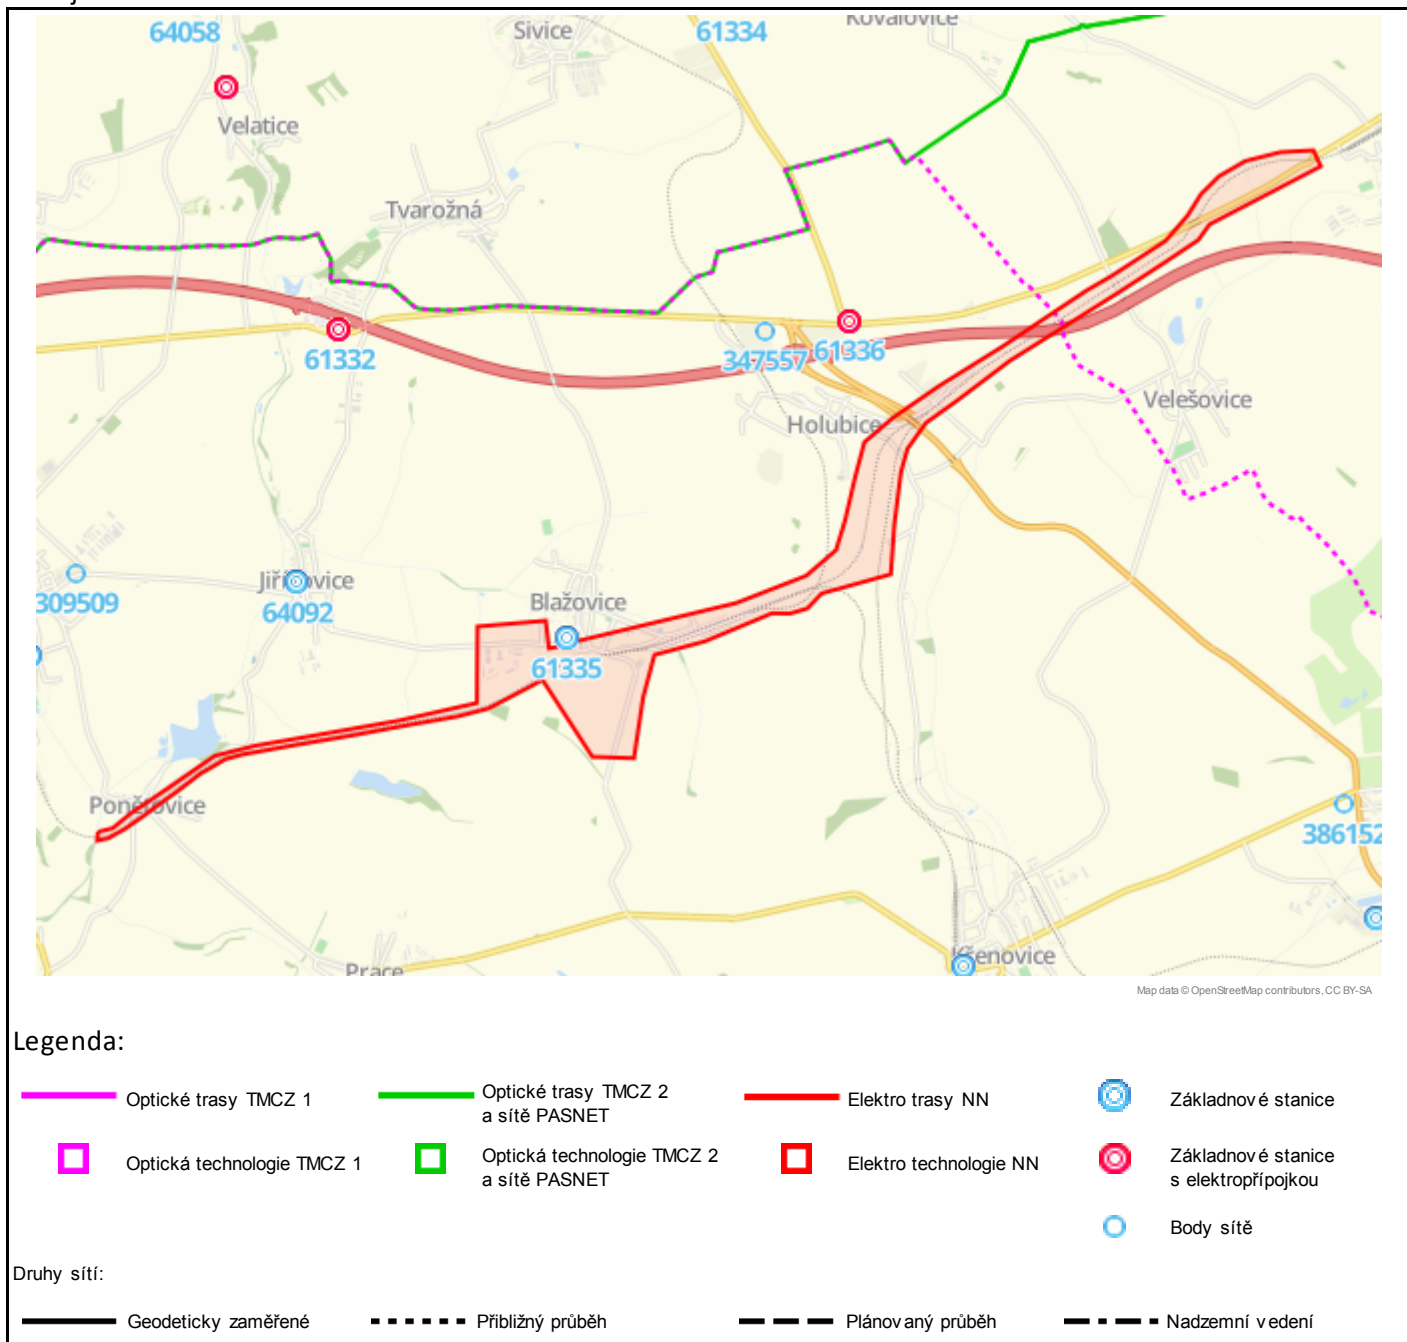 64058
Sivice
61334
Kovalovice
Velatice
Tvarožná
61332
347557
61336
Holubice
Velešovice
309509
Jiříkovice
64092
Blažovice
61335
Ponětovice
386152
Prace
Křenovice
Map data © OpenStreetMap contributors, CC BY-SA
Legenda:
Optické trasy TMCZ 1
Optické trasy TMCZ 2
a sítě PASNET
Elektro trasy NN
Základnové stanice
Optická technologie TMCZ 1
Optická technologie TMCZ 2
a sítě PASNET
Elektro technologie NN
Základnové stanice
s elektropřípojkou
Body sítě
Druhy sítí:
Geodeticky zaměřené
Přibližný průběh
Plánovaný průběh
Nadzemní vedení